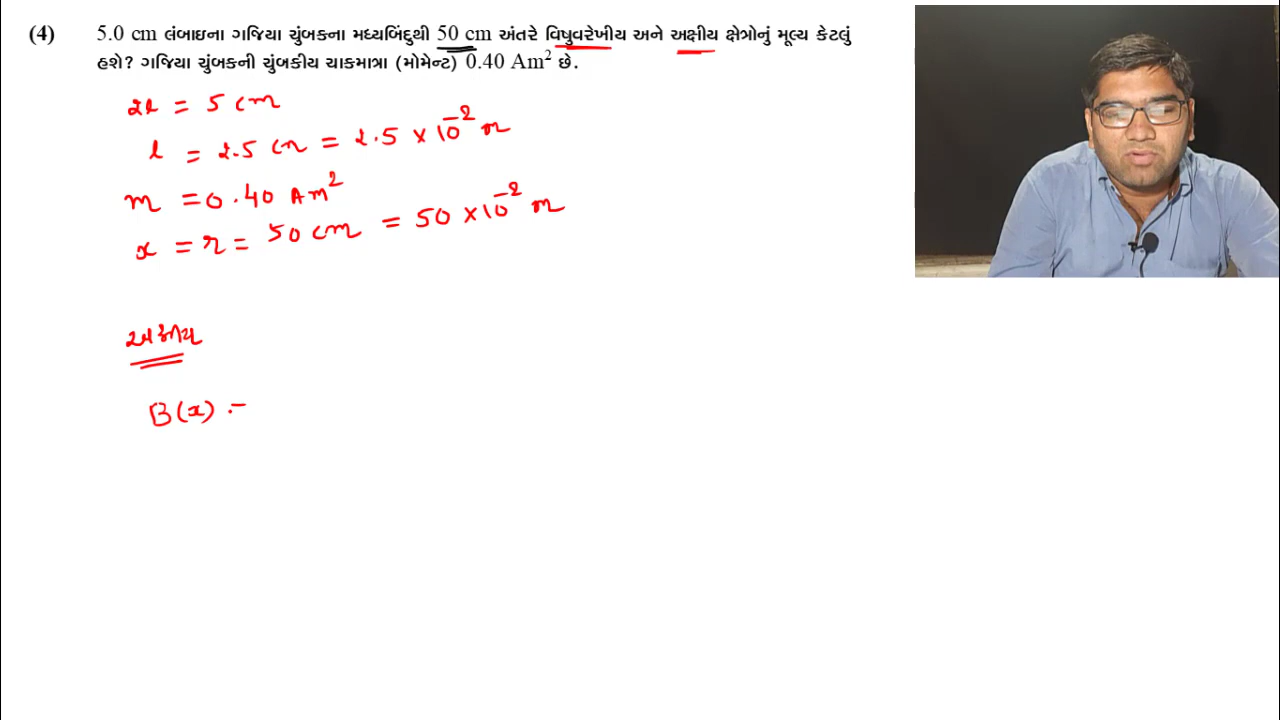 (4) 5.0 cm લંબાઇના ગજિયા ચુંબકના મધ્યબિંદુથી 50 cm અંતરે વિષુવરેખીય અને અક્ષીય ક્ષેત્રોનું મૂલ્ય કેટલું
હશે? ગજિયા ચુંબકની ચુંબકીય ચાકમાત્રા (મોમેન્ટ) 0.40 Am² છે.
2l = 5 cm
l = 2.5 cm = 2.5 × 10⁻² m
m = 0.40 Am²
x = r = 50 cm = 50 × 10⁻² m
અક્ષીય
B(x) =